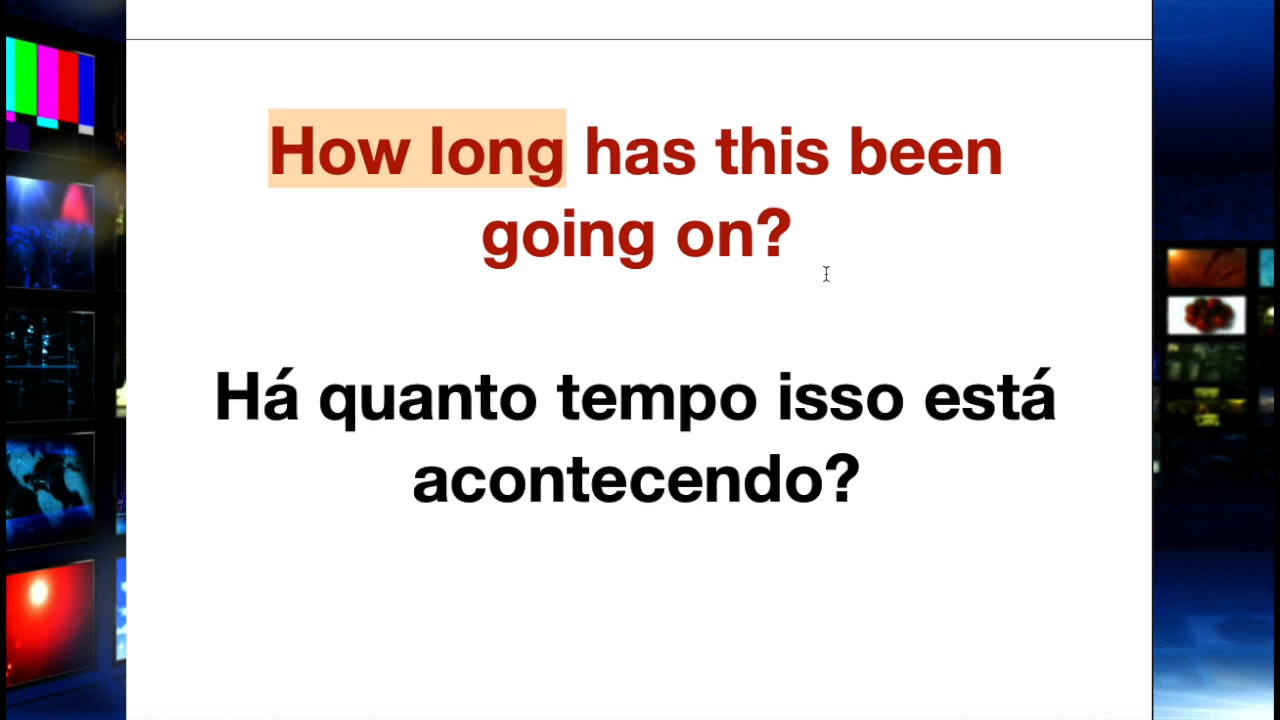 How long has this been
going on?
Há quanto tempo isso está
acontecendo?